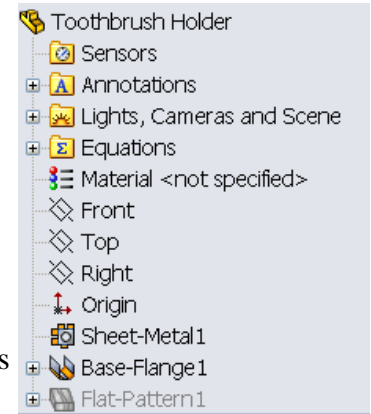 Toothbrush Holder
Sensors
Annotations
Lights, Cameras and Scene
Equations
Material <not specified>
Front
Top
Right
Origin
Sheet-Metal1
s
Base-Flange1
Flat-Pattern1